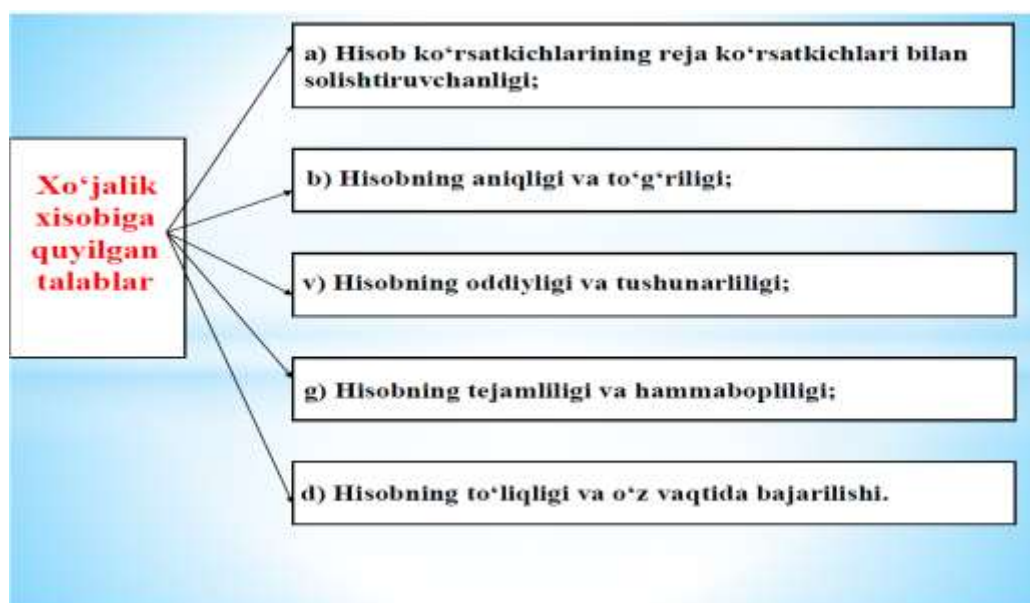 Xo‘jalik
xisobiga
quyilgan
talablar
a) Hisob ko‘rsatkichlarining reja ko‘rsatkichlari bilan
solishtiruvchanligi;
b) Hisobning aniqligi va to‘g‘riligi;
v) Hisobning oddiyligi va tushunarliligi;
g) Hisobning tejamliligi va hammabopliligi;
d) Hisobning to‘liqligi va o‘z vaqtida bajarilishi.